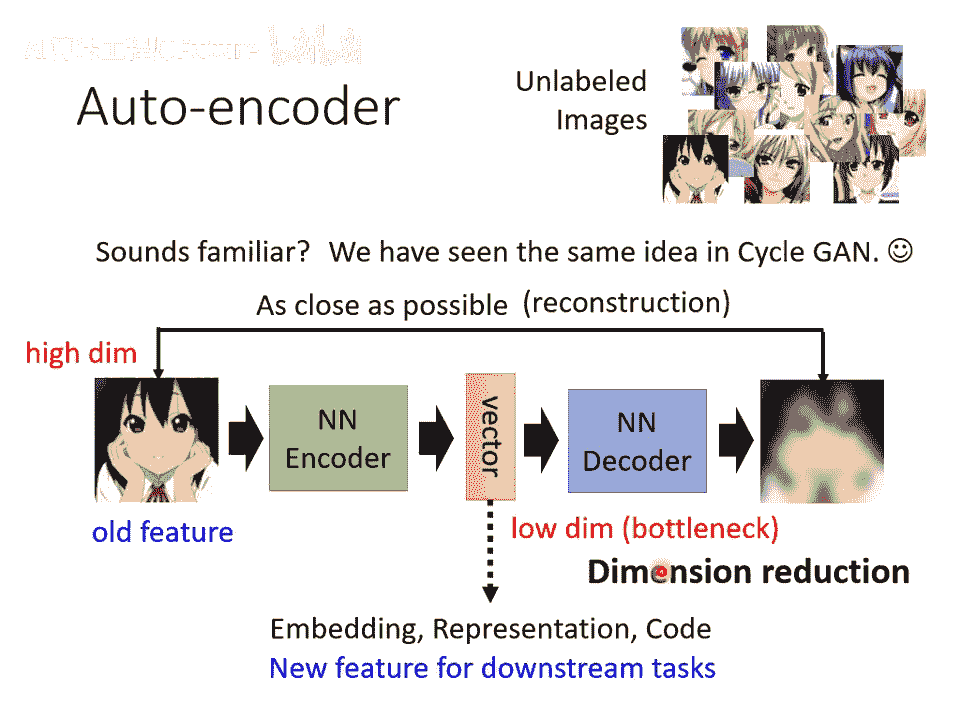 Auto-encoder
Unlabeled
Images
Sounds familiar? We have seen the same idea in Cycle GAN. ☺
As close as possible (reconstruction)
high dim
NN
Encoder
vector
NN
Decoder
old feature
low dim (bottleneck)
Dimension reduction
Embedding, Representation, Code
New feature for downstream tasks